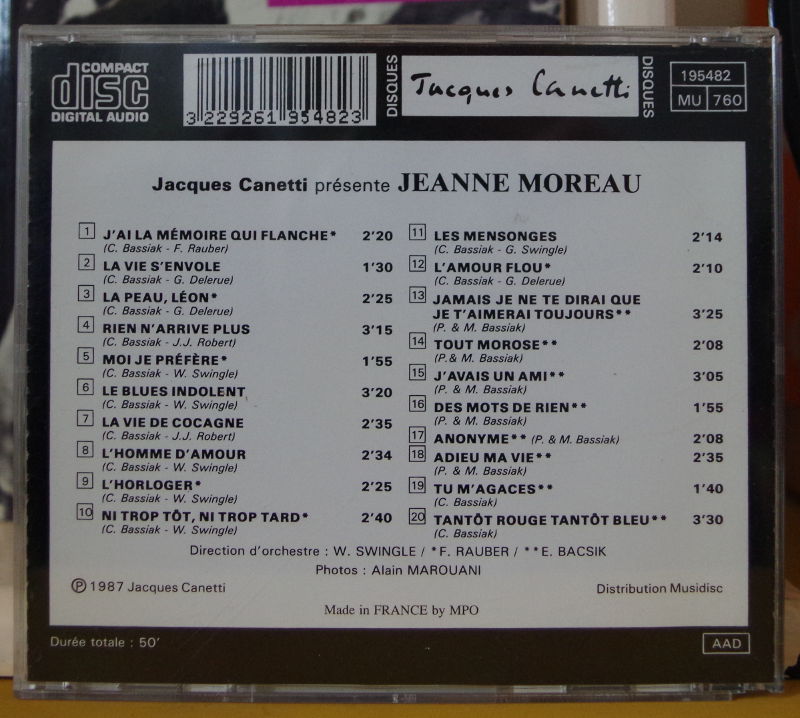 COMPACT
disc
DIGITAL AUDIO
3 229261 954823
DISQUES
Jacques Canetti
DISQUES
195482
MU 760
Jacques Canetti présente JEANNE MOREAU
1 J'AI LA MÉMOIRE QUI FLANCHE* 2'20
(C. Bassiak - F. Rauber)
2 LA VIE S'ENVOLE 1'30
(C. Bassiak - G. Delerue)
3 LA PEAU, LÉON* 2'25
(C. Bassiak - G. Delerue)
4 RIEN N'ARRIVE PLUS 3'15
(C. Bassiak - J.J. Robert)
5 MOI JE PRÉFÈRE* 1'55
(C. Bassiak - W. Swingle)
6 LE BLUES INDOLENT 3'20
(C. Bassiak - W. Swingle)
7 LA VIE DE COCAGNE 2'35
(C. Bassiak - J.J. Robert)
8 L'HOMME D'AMOUR 2'34
(C. Bassiak - W. Swingle)
9 L'HORLOGER* 2'25
(C. Bassiak - W. Swingle)
10 NI TROP TÔT, NI TROP TARD* 2'40
(C. Bassiak - W. Swingle)
11 LES MENSONGES 2'14
(C. Bassiak - G. Swingle)
12 L'AMOUR FLOU* 2'10
(C. Bassiak - G. Delerue)
13 JAMAIS JE NE TE DIRAI QUE
JE T'AIMERAI TOUJOURS** 3'25
(P. & M. Bassiak)
14 TOUT MOROSE** 2'08
(P.& M. Bassiak)
15 J'AVAIS UN AMI** 3'05
(P. & M. Bassiak)
16 DES MOTS DE RIEN** 1'55
(P. & M. Bassiak)
17 ANONYME** (P. & M. Bassiak) 2'08
18 ADIEU MA VIE** 2'35
(P. & M. Bassiak)
19 TU M'AGACES** 1'40
(C. Bassiak)
20 TANTÔT ROUGE TANTÔT BLEU** 3'30
(C. Bassiak)
Direction d'orchestre : W. SWINGLE / *F. RAUBER / **E. BACSIK
Photos : Alain MAROUANI
Ⓟ 1987 Jacques Canetti
Distribution Musidisc
Made in FRANCE by MPO
Durée totale : 50'
AAD